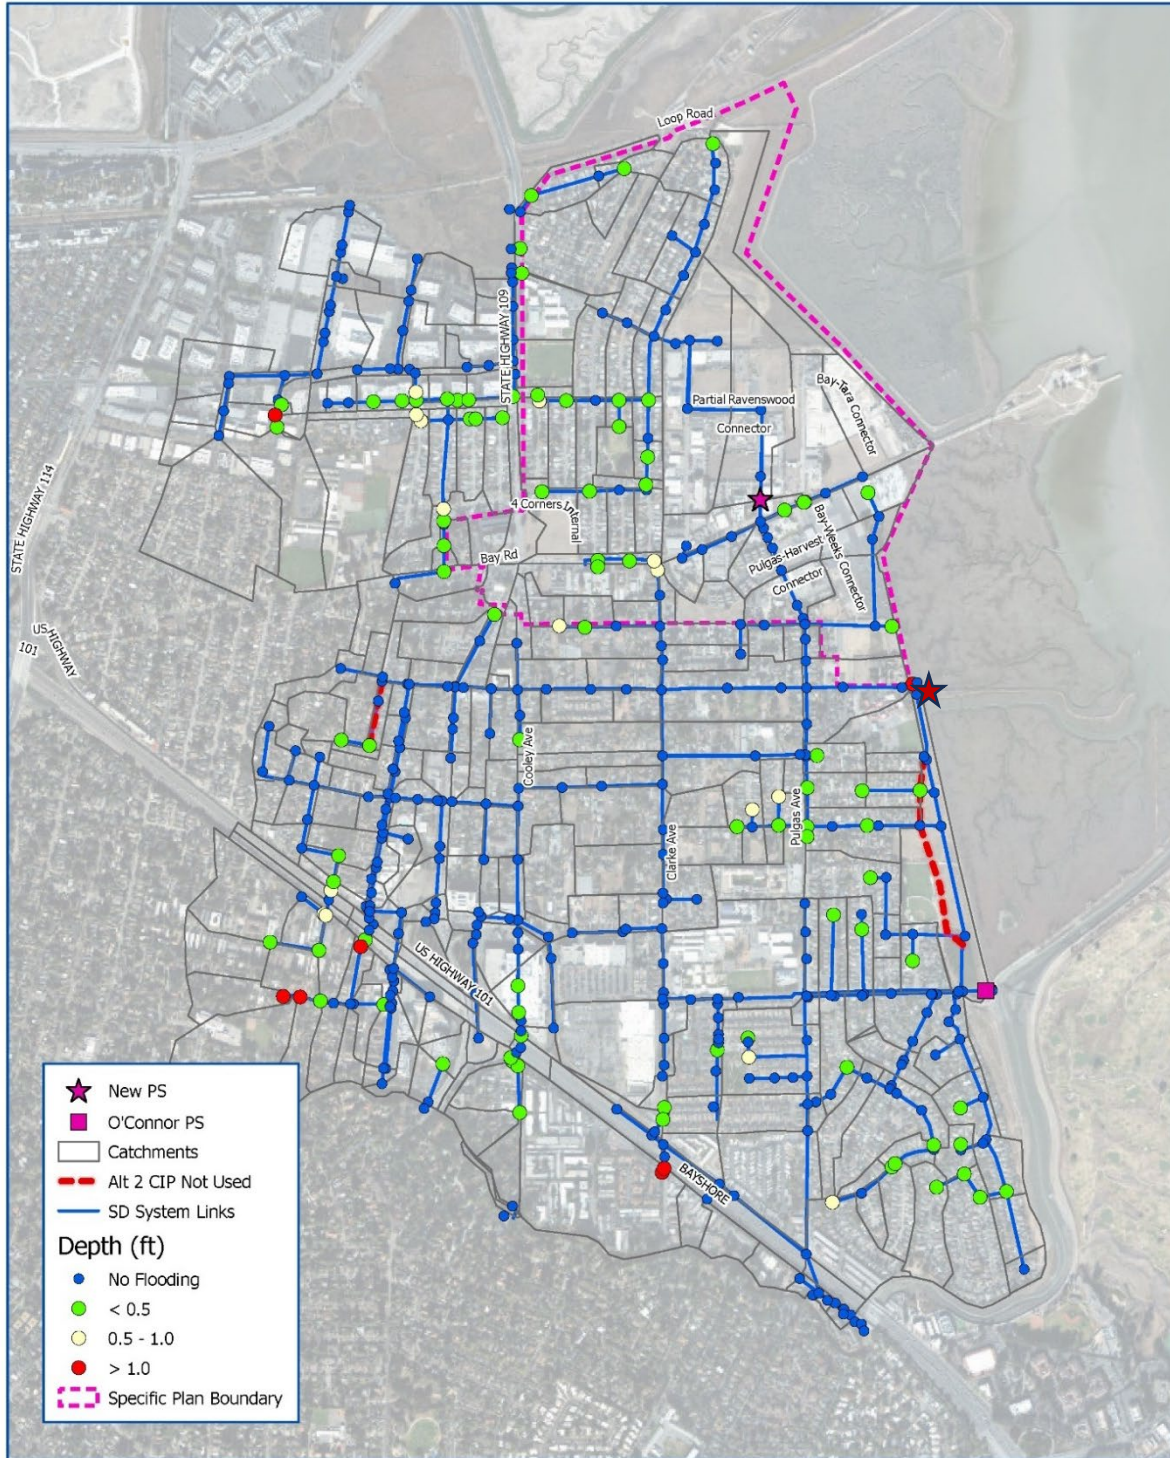 Loop Road
STATE HIGHWAY 109
Bay-Tara Connector
Partial Ravenswood
Connector
STATE HIGHWAY 114
4 Corners Internal
Bay Rd
Pulgas-Harvest
Connector
Bay-Weeks Connector
US HIGHWAY
101
Cooley Ave
Pulgas Ave
Clarke Ave
US HIGHWAY 101
BAYSHORE
New PS
O'Connor PS
Catchments
Alt 2 CIP Not Used
SD System Links
Depth (ft)
No Flooding
< 0.5
0.5 - 1.0
> 1.0
Specific Plan Boundary